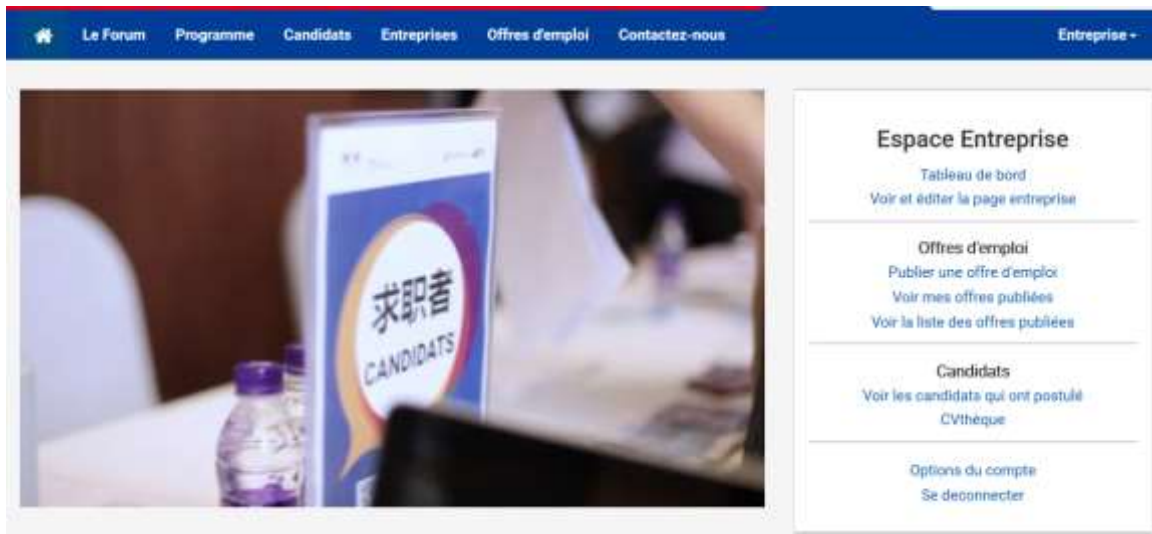 Le Forum Programme Candidats Entreprises Offres d'emploi Contactez-nous Entreprise
求职者
CANDIDATS
Espace Entreprise
Tableau de bord
Voir et éditer la page entreprise
Offres d'emploi
Publier une offre d'emploi
Voir mes offres publiées
Voir la liste des offres publiées
Candidats
Voir les candidats qui ont postulé
CVthèque
Options du compte
Se deconnecter